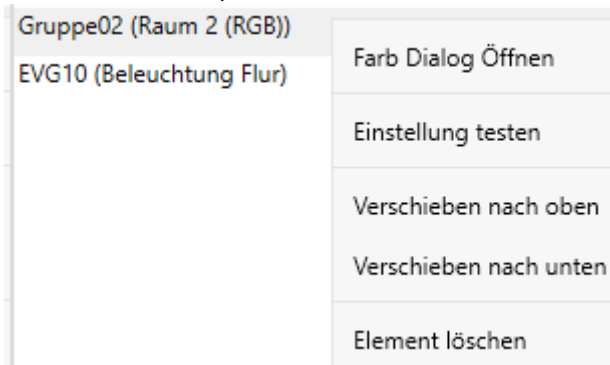 Gruppe02 (Raum 2 (RGB))
EVG10 (Beleuchtung Flur)
Farb Dialog Öffnen
Einstellung testen
Verschieben nach oben
Verschieben nach unten
Element löschen